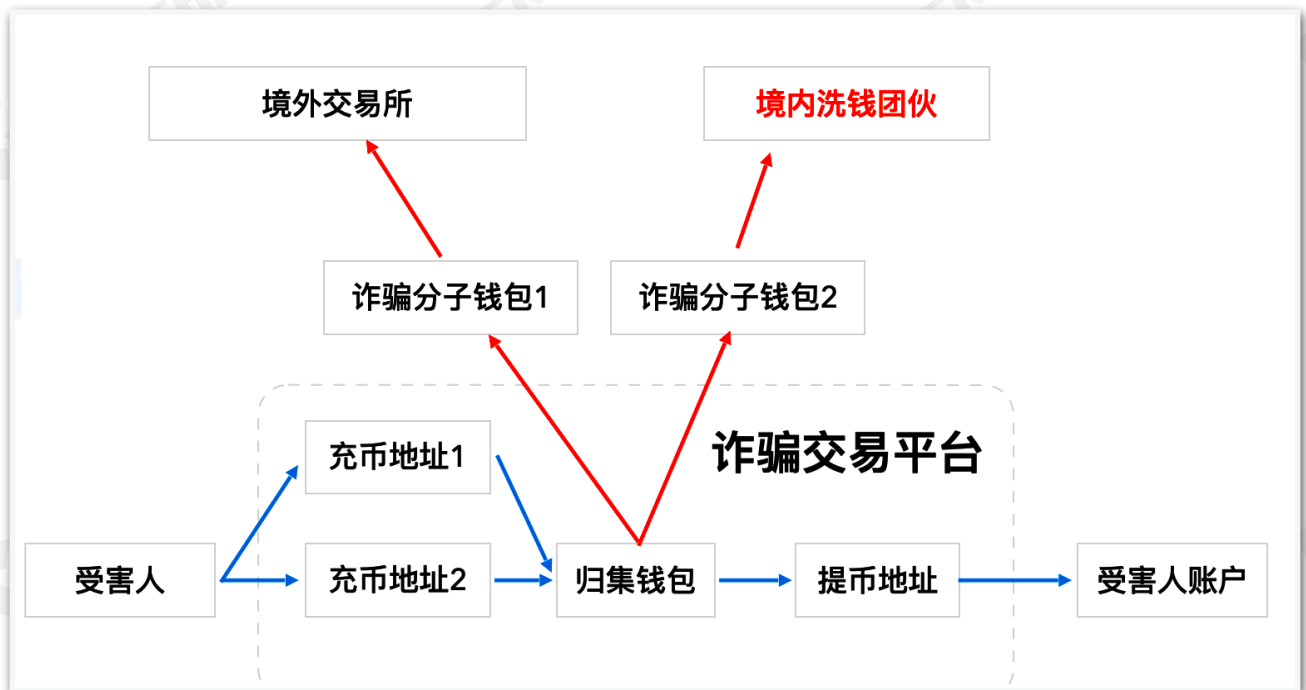 境外交易所
境内洗钱团伙
诈骗分子钱包1
诈骗分子钱包2
诈骗交易平台
充币地址1
受害人
充币地址2
归集钱包
提币地址
受害人账户